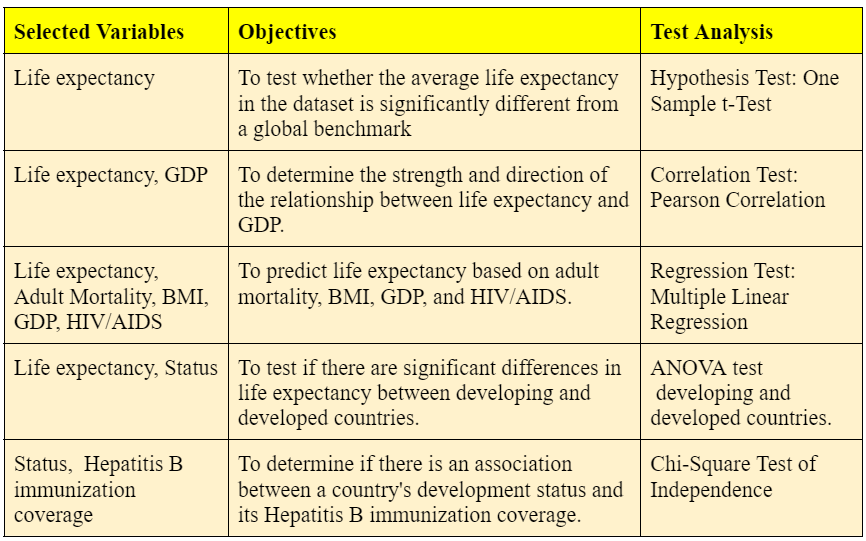 Selected Variables
Objectives
Test Analysis
Life expectancy
To test whether the average life expectancy
in the dataset is significantly different from
a global benchmark
Hypothesis Test: One
Sample t-Test
Life expectancy, GDP
To determine the strength and direction of
the relationship between life expectancy and
GDP.
Correlation Test:
Pearson Correlation
Life expectancy,
Adult Mortality, BMI,
GDP, HIV/AIDS
To predict life expectancy based on adult
mortality, BMI, GDP, and HIV/AIDS.
Regression Test:
Multiple Linear
Regression
Life expectancy, Status
To test if there are significant differences in
life expectancy between developing and
developed countries.
ANOVA test
developing and
developed countries.
Status, Hepatitis B
immunization
coverage
To determine if there is an association
between a country's development status and
its Hepatitis B immunization coverage.
Chi-Square Test of
Independence